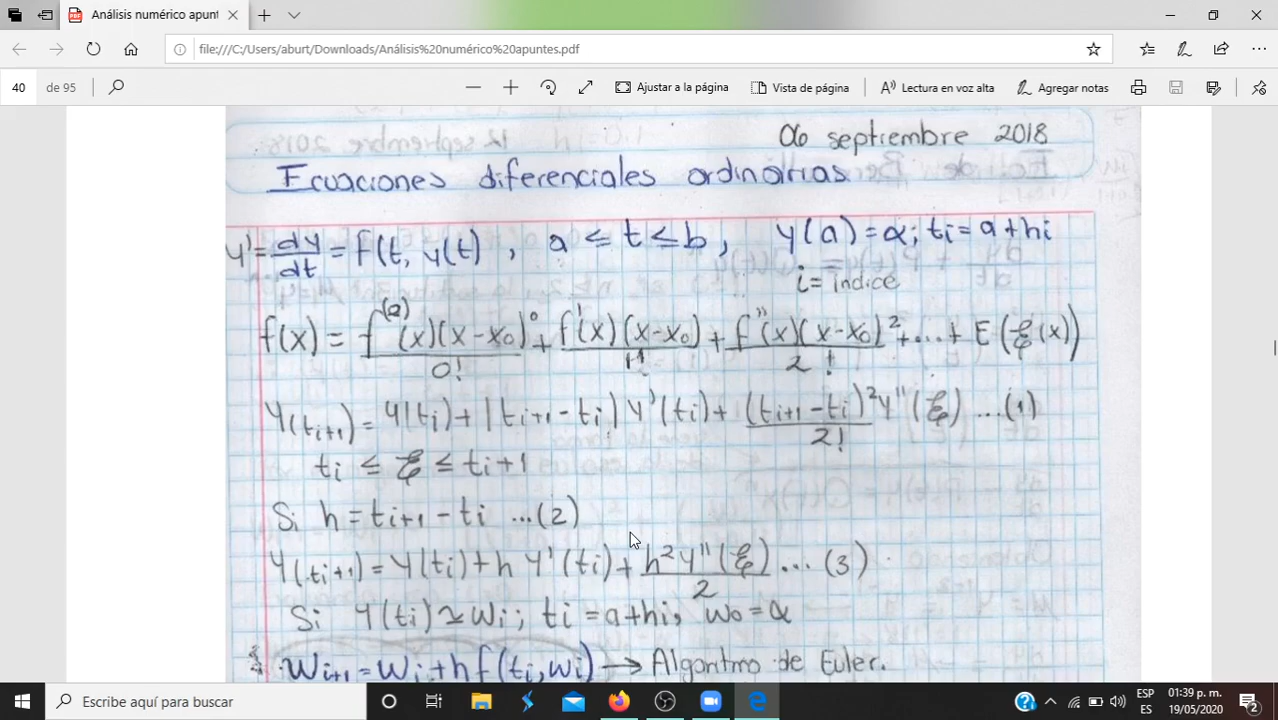 Análisis numérico apunt
file:///C:/Users/aburt/Downloads/Análisis%20numérico%20apuntes.pdf
40 de 95 Ajustar a la página Vista de página A Lectura en voz alta Agregar notas
06 septiembre 2018
12 septiembre 2018
Ecuaciones diferenciales ordinarias
y' = dy/dt = f(t, y(t) , a ≤ t ≤ b, y(a) = α; ti = a + hi
i = índice
f(x) = f^(2)(x)(x-x0)^0/0! + f'(x)(x-x0)/1! + f''(x)(x-x0)^2/2! + ... + E(ξ(x))
y(ti+1) = y(ti) + (ti+1 - ti) y'(ti) + (ti+1 - ti)^2 y''(ξ)/2! ...(1)
ti ≤ ξ ≤ ti+1
Si h = ti+1 - ti ...(2)
y(ti+1) = y(ti) + h y'(ti) + h^2 y''(ξ)/2 ... (3)
Si y(ti) ≃ wi; ti = a + hi, w0 = α
wi+1 = wi + h f(ti, wi) → Algoritmo de Euler.
Escribe aquí para buscar
ESP 01:39 p. m.
ES 19/05/2020
2